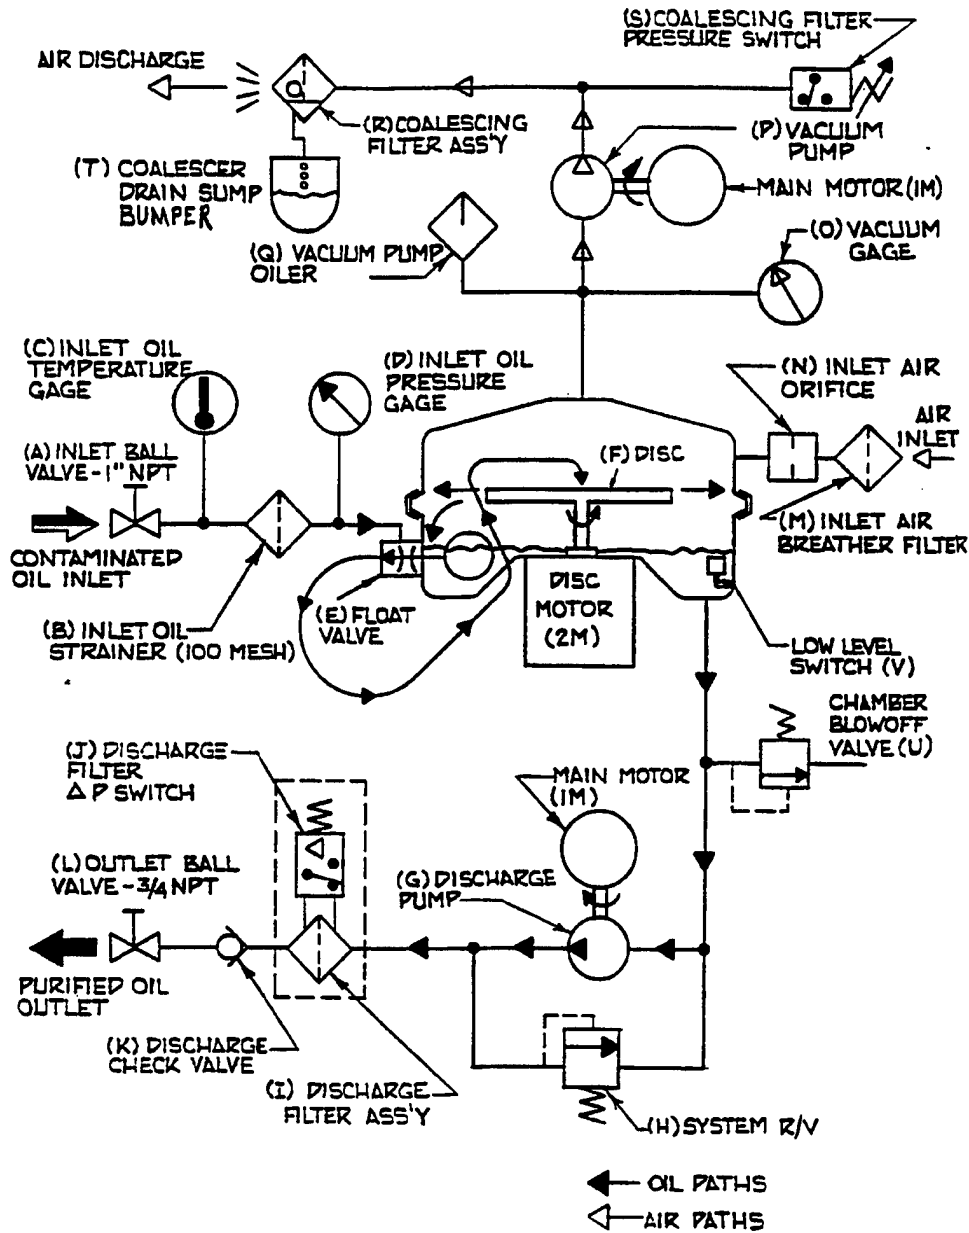 (S) COALESCING FILTER
PRESSURE SWITCH
AIR DISCHARGE
(R) COALESCING
FILTER ASS'Y
(P) VACUUM
PUMP
(T) COALESCER
DRAIN SUMP
BUMPER
MAIN MOTOR (1M)
(Q) VACUUM PUMP
OILER
(O) VACUUM
GAGE
(C) INLET OIL
TEMPERATURE
GAGE
(D) INLET OIL
PRESSURE
GAGE
(N) INLET AIR
ORIFICE
AIR
INLET
(A) INLET BALL
VALVE-1" NPT
(F) DISC
(M) INLET AIR
BREATHER FILTER
CONTAMINATED
OIL INLET
DISC
MOTOR
(2M)
(E) FLOAT
VALVE
(B) INLET OIL
STRAINER (100 MESH)
LOW LEVEL
SWITCH (V)
CHAMBER
BLOWOFF
VALVE (U)
(J) DISCHARGE
FILTER
Δ P SWITCH
MAIN MOTOR
(1M)
(L) OUTLET BALL
VALVE-3/4 NPT
(G) DISCHARGE
PUMP
PURIFIED OIL
OUTLET
(K) DISCHARGE
CHECK VALVE
(I) DISCHARGE
FILTER ASS'Y
(H) SYSTEM R/V
OIL PATHS
AIR PATHS